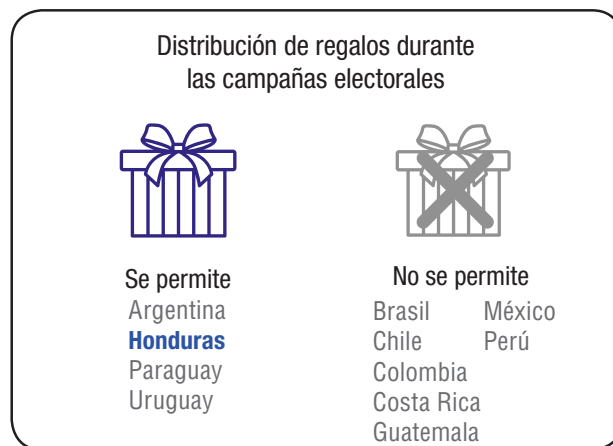 Distribución de regalos durante
las campañas electorales
Se permite
Argentina
Honduras
Paraguay
Uruguay
No se permite
Brasil
Chile
Colombia
Costa Rica
Guatemala
México
Perú